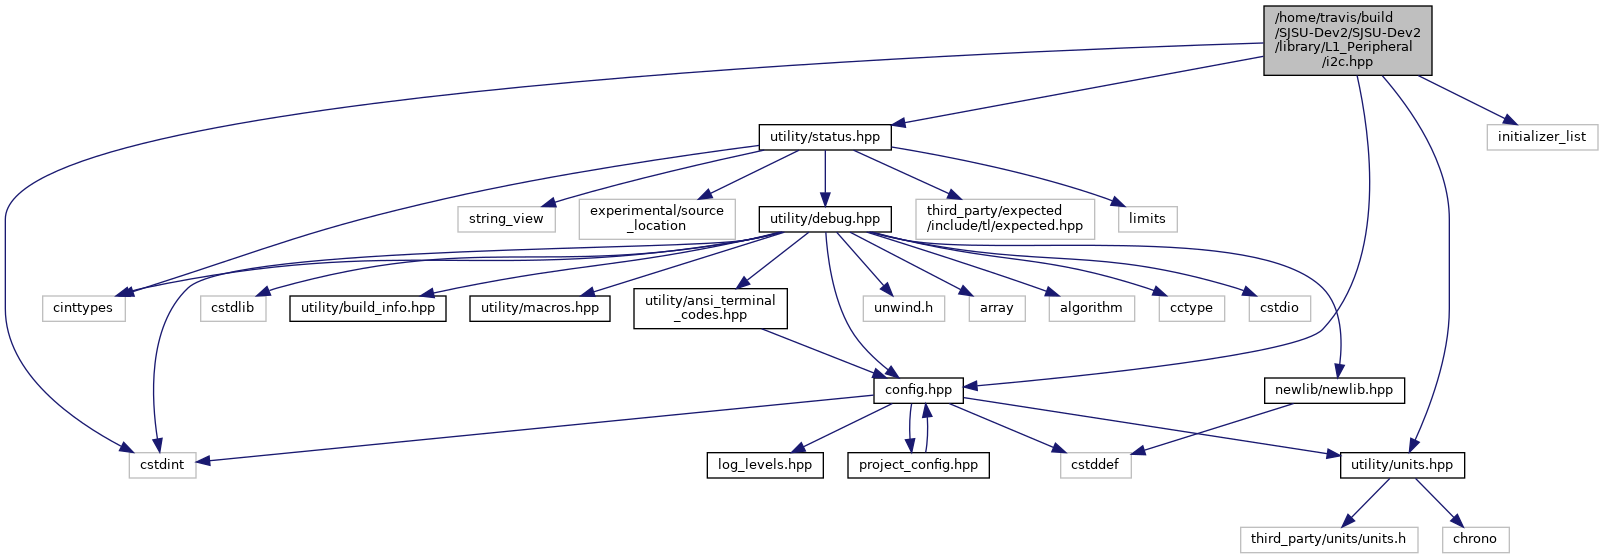 /home/travis/build
/SJSU-Dev2/SJSU-Dev2
/library/L1_Peripheral
/i2c.hpp
utility/status.hpp
initializer_list
string_view
experimental/source
_location
utility/debug.hpp
third_party/expected
/include/tl/expected.hpp
limits
cinttypes
cstdlib
utility/build_info.hpp
utility/macros.hpp
utility/ansi_terminal
_codes.hpp
unwind.h
array
algorithm
cctype
cstdio
config.hpp
newlib/newlib.hpp
cstdint
log_levels.hpp
project_config.hpp
cstddef
utility/units.hpp
third_party/units/units.h
chrono